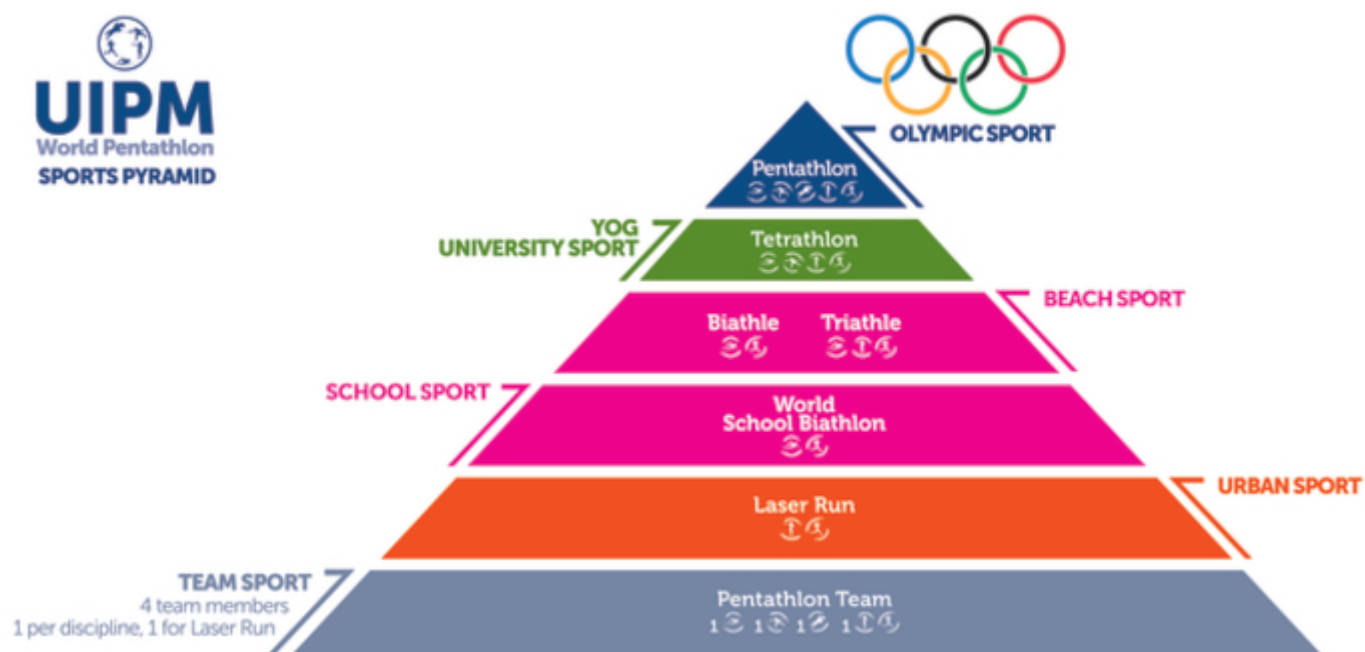 UIPM
World Pentathlon
SPORTS PYRAMID
OLYMPIC SPORT
Pentathlon
YOG
UNIVERSITY SPORT
Tetrathlon
BEACH SPORT
Biathle
Triathle
SCHOOL SPORT
World
School Biathlon
URBAN SPORT
Laser Run
TEAM SPORT
4 team members
1 per discipline, 1 for Laser Run
Pentathlon Team
1 1 1 1